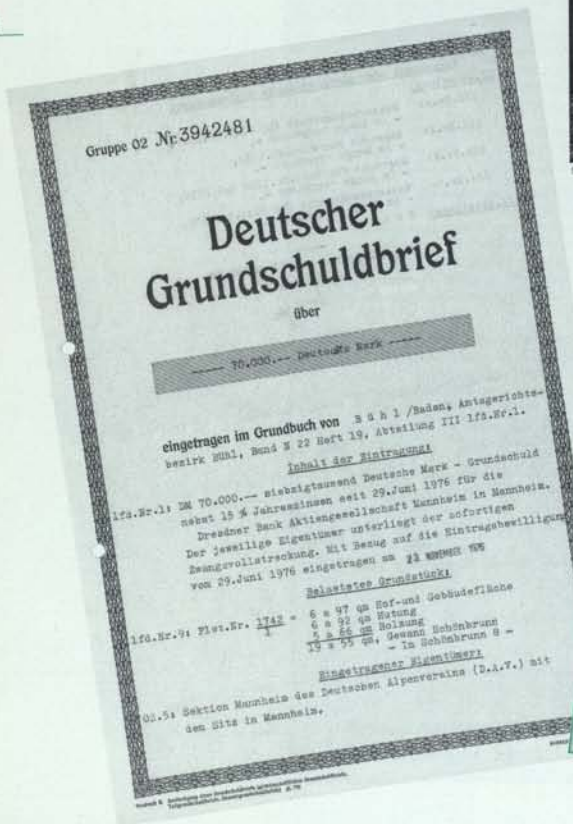 Gruppe 02 Nr. 3942481
Deutscher
Grundschuldbrief
über
----- 70.000.-- Deutsche Mark -----
eingetragen im Grundbuch von B ü h l /Baden, Amtsgerichts-
bezirk Bühl, Band N 22 Heft 19, Abteilung III lfd.Nr.1.
Inhalt der Eintragung:
lfd.Nr.1: DM 70.000.-- siebzigtausend Deutsche Mark - Grundschuld
nebst 15 % Jahreszinsen seit 29.Juni 1976 für die
Dresdner Bank Aktiengesellschaft Mannheim in Mannheim.
Der jeweilige Eigentümer unterliegt der sofortigen
Zwangsvollstreckung. Mit Bezug auf die Eintragsbewilligung
vom 29.Juni 1976 eingetragen am NOVEMBER 1976
Belastetes Grundstück:
lfd.Nr.9: Flst.Nr. 1742 = 6 a 97 qm Hof-und Gebäudefläche
1 6 a 92 qm Hutung
5 a 66 qm Holzung
19 a 55 qm, Gewann Schönbrunn
- In Schönbrunn 8 -
Eingetragener Eigentümer:
02.5: Sektion Mannheim des Deutschen Alpenvereins (D.A.V.) mit
dem Sitz in Mannheim.